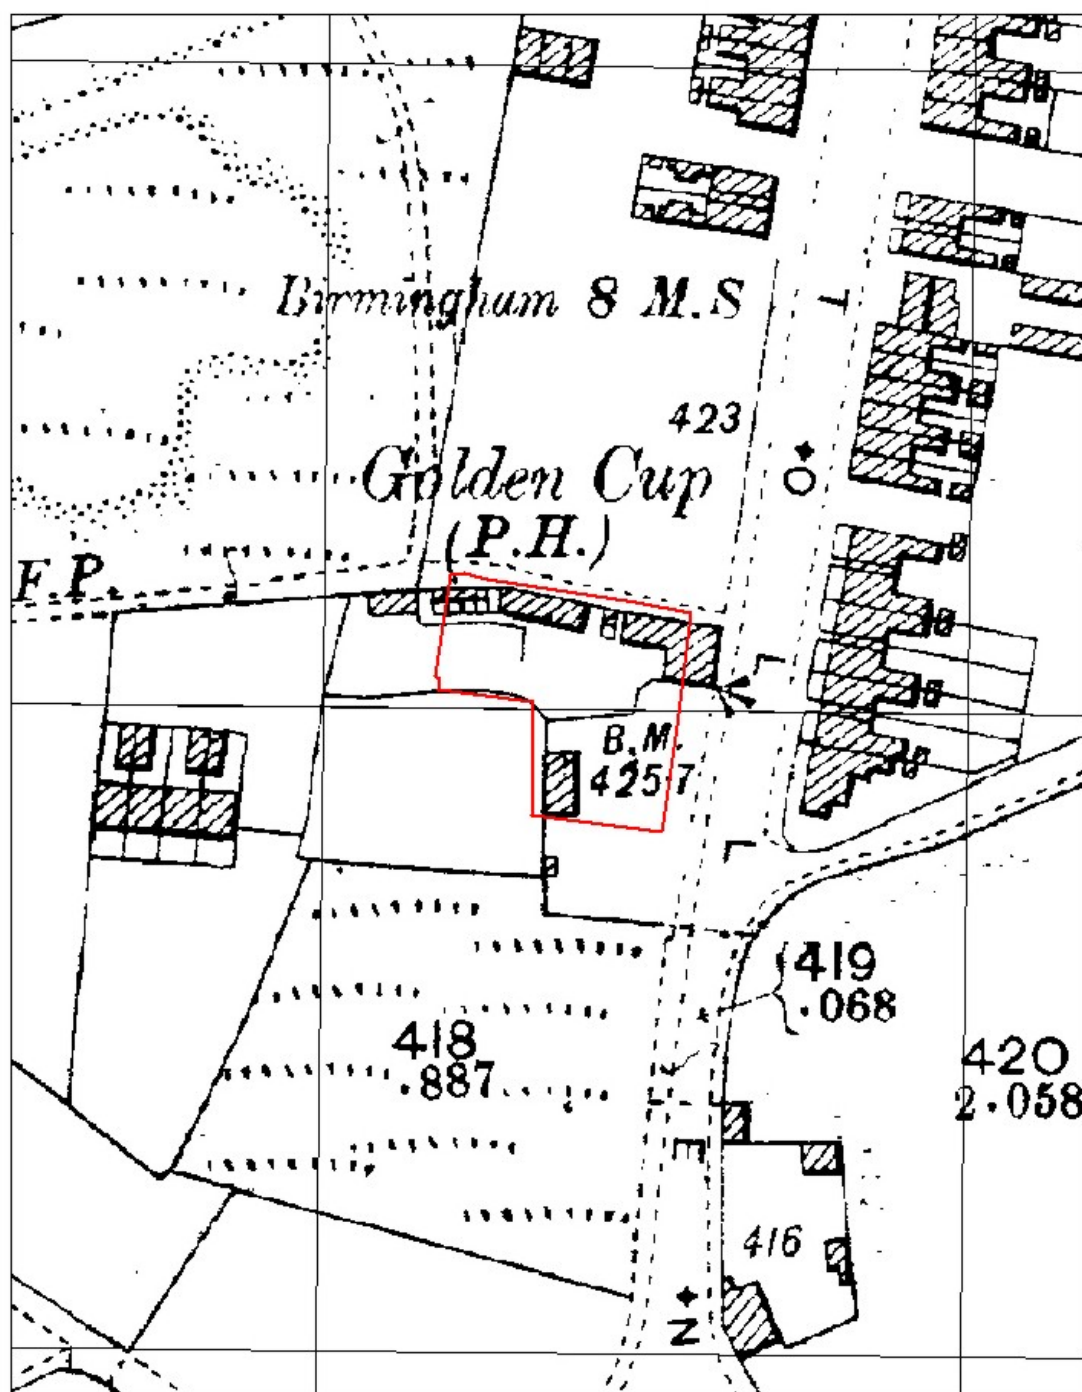 Birmingham 8 M.S
423
Golden Cup
(P.H.)
F.P.
B.M.
425.7
419
.068
418
.887
420
2.058
416
L
O
L
L
E
N